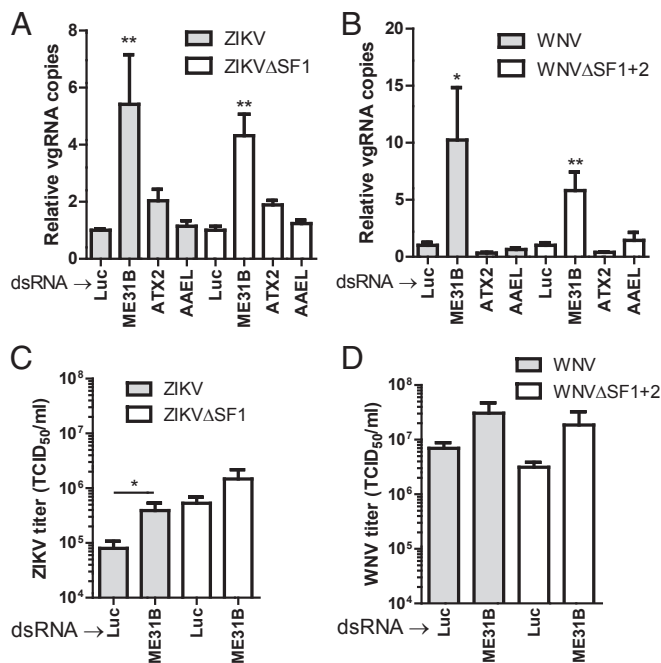 A
ZIKV
ZIKVΔSF1
Relative vgRNA copies
8
6
4
2
0
**
**
dsRNA →
Luc
ME31B
ATX2
AAEL
Luc
ME31B
ATX2
AAEL
B
WNV
WNVΔSF1+2
Relative vgRNA copies
20
15
10
5
0
*
**
dsRNA →
Luc
ME31B
ATX2
AAEL
Luc
ME31B
ATX2
AAEL
C
ZIKV
ZIKVΔSF1
ZIKV titer (TCID50/ml)
10^8
10^7
10^6
10^5
10^4
*
dsRNA →
Luc
ME31B
Luc
ME31B
D
WNV
WNVΔSF1+2
WNV titer (TCID50/ml)
10^8
10^7
10^6
10^5
10^4
dsRNA →
Luc
ME31B
Luc
ME31B